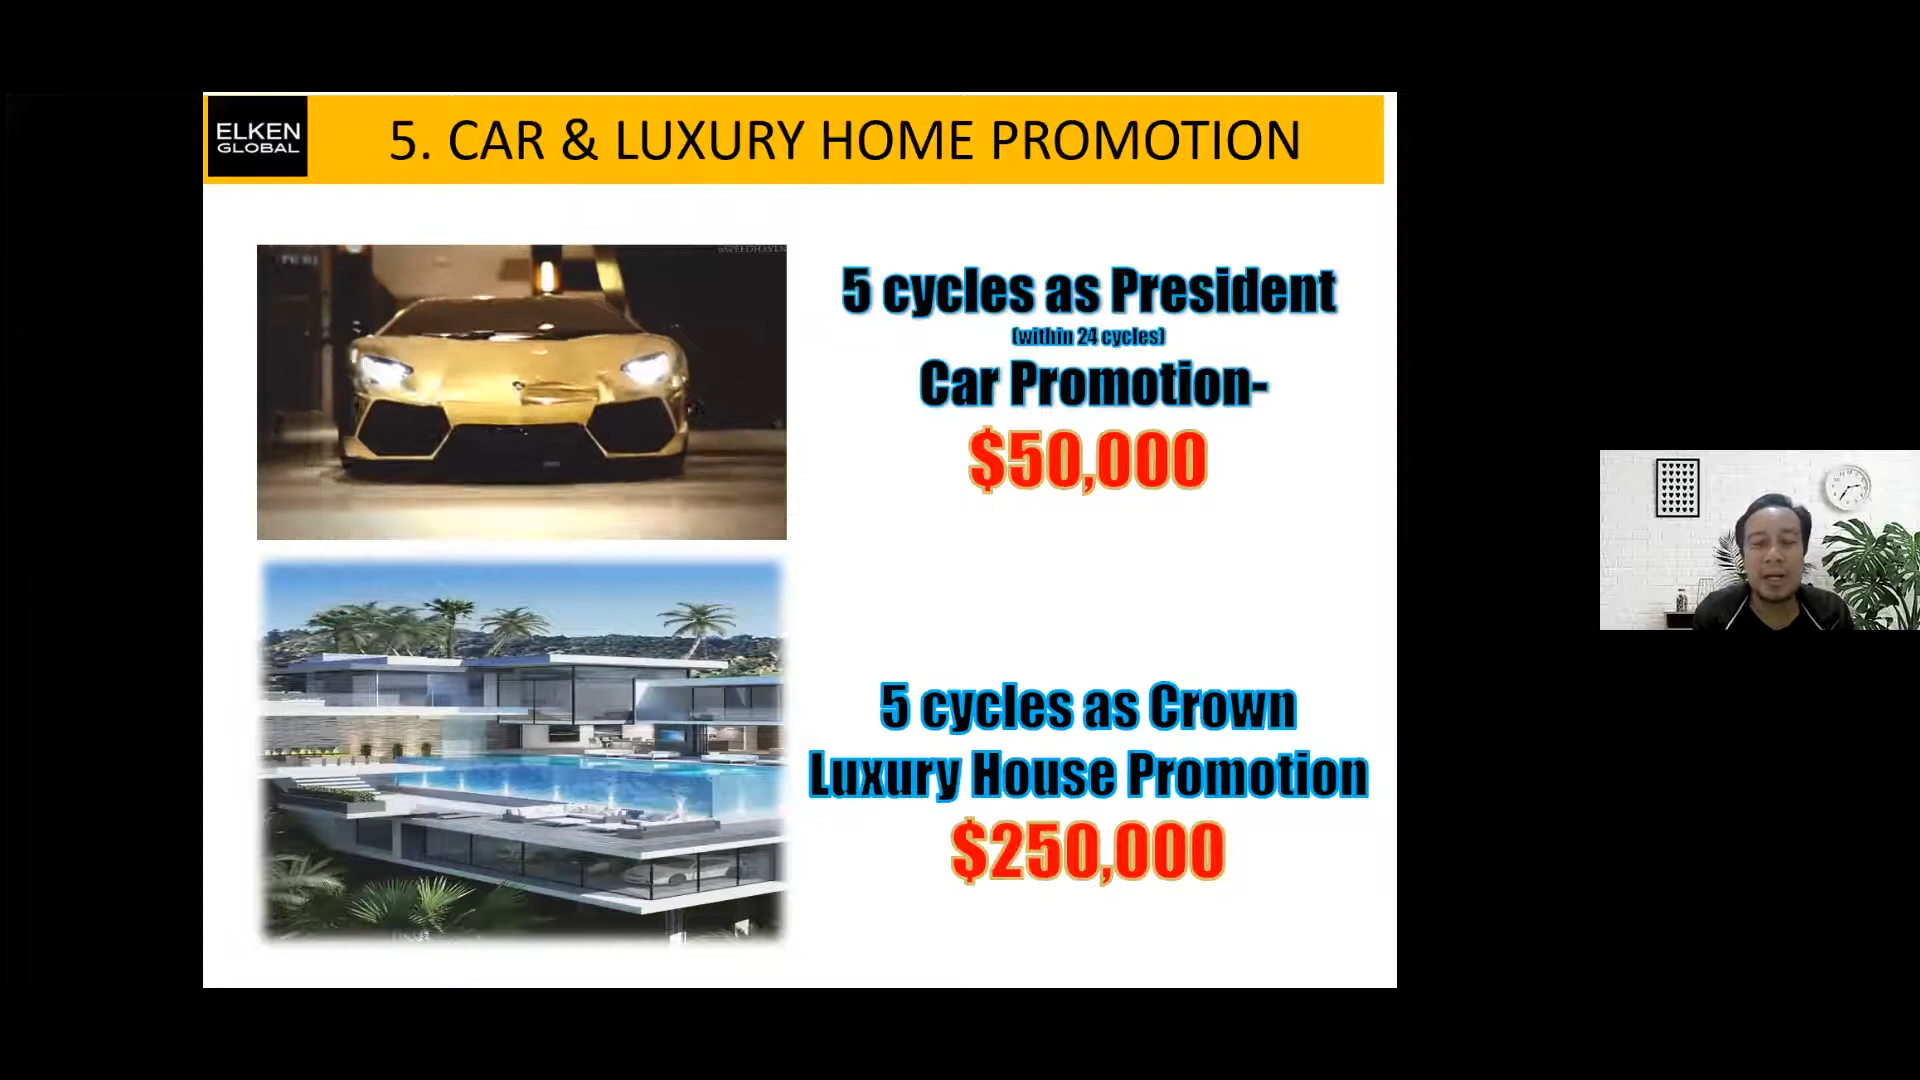 ELKEN
GLOBAL
5. CAR & LUXURY HOME PROMOTION
5 cycles as President
(within 24 cycles)
Car Promotion-
$50,000
5 cycles as Crown
Luxury House Promotion
$250,000